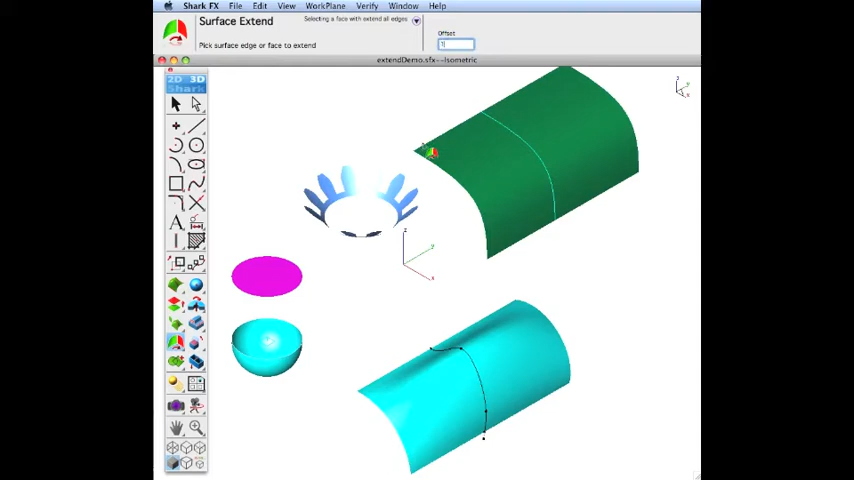 Shark FX File Edit View WorkPlane Verify Window Help
Surface Extend
Selecting a face with extend all edges
Pick surface edge or face to extend
Offset
extendDemo.sfx--Isometric
2D 3D
Shark
A
z
y
x